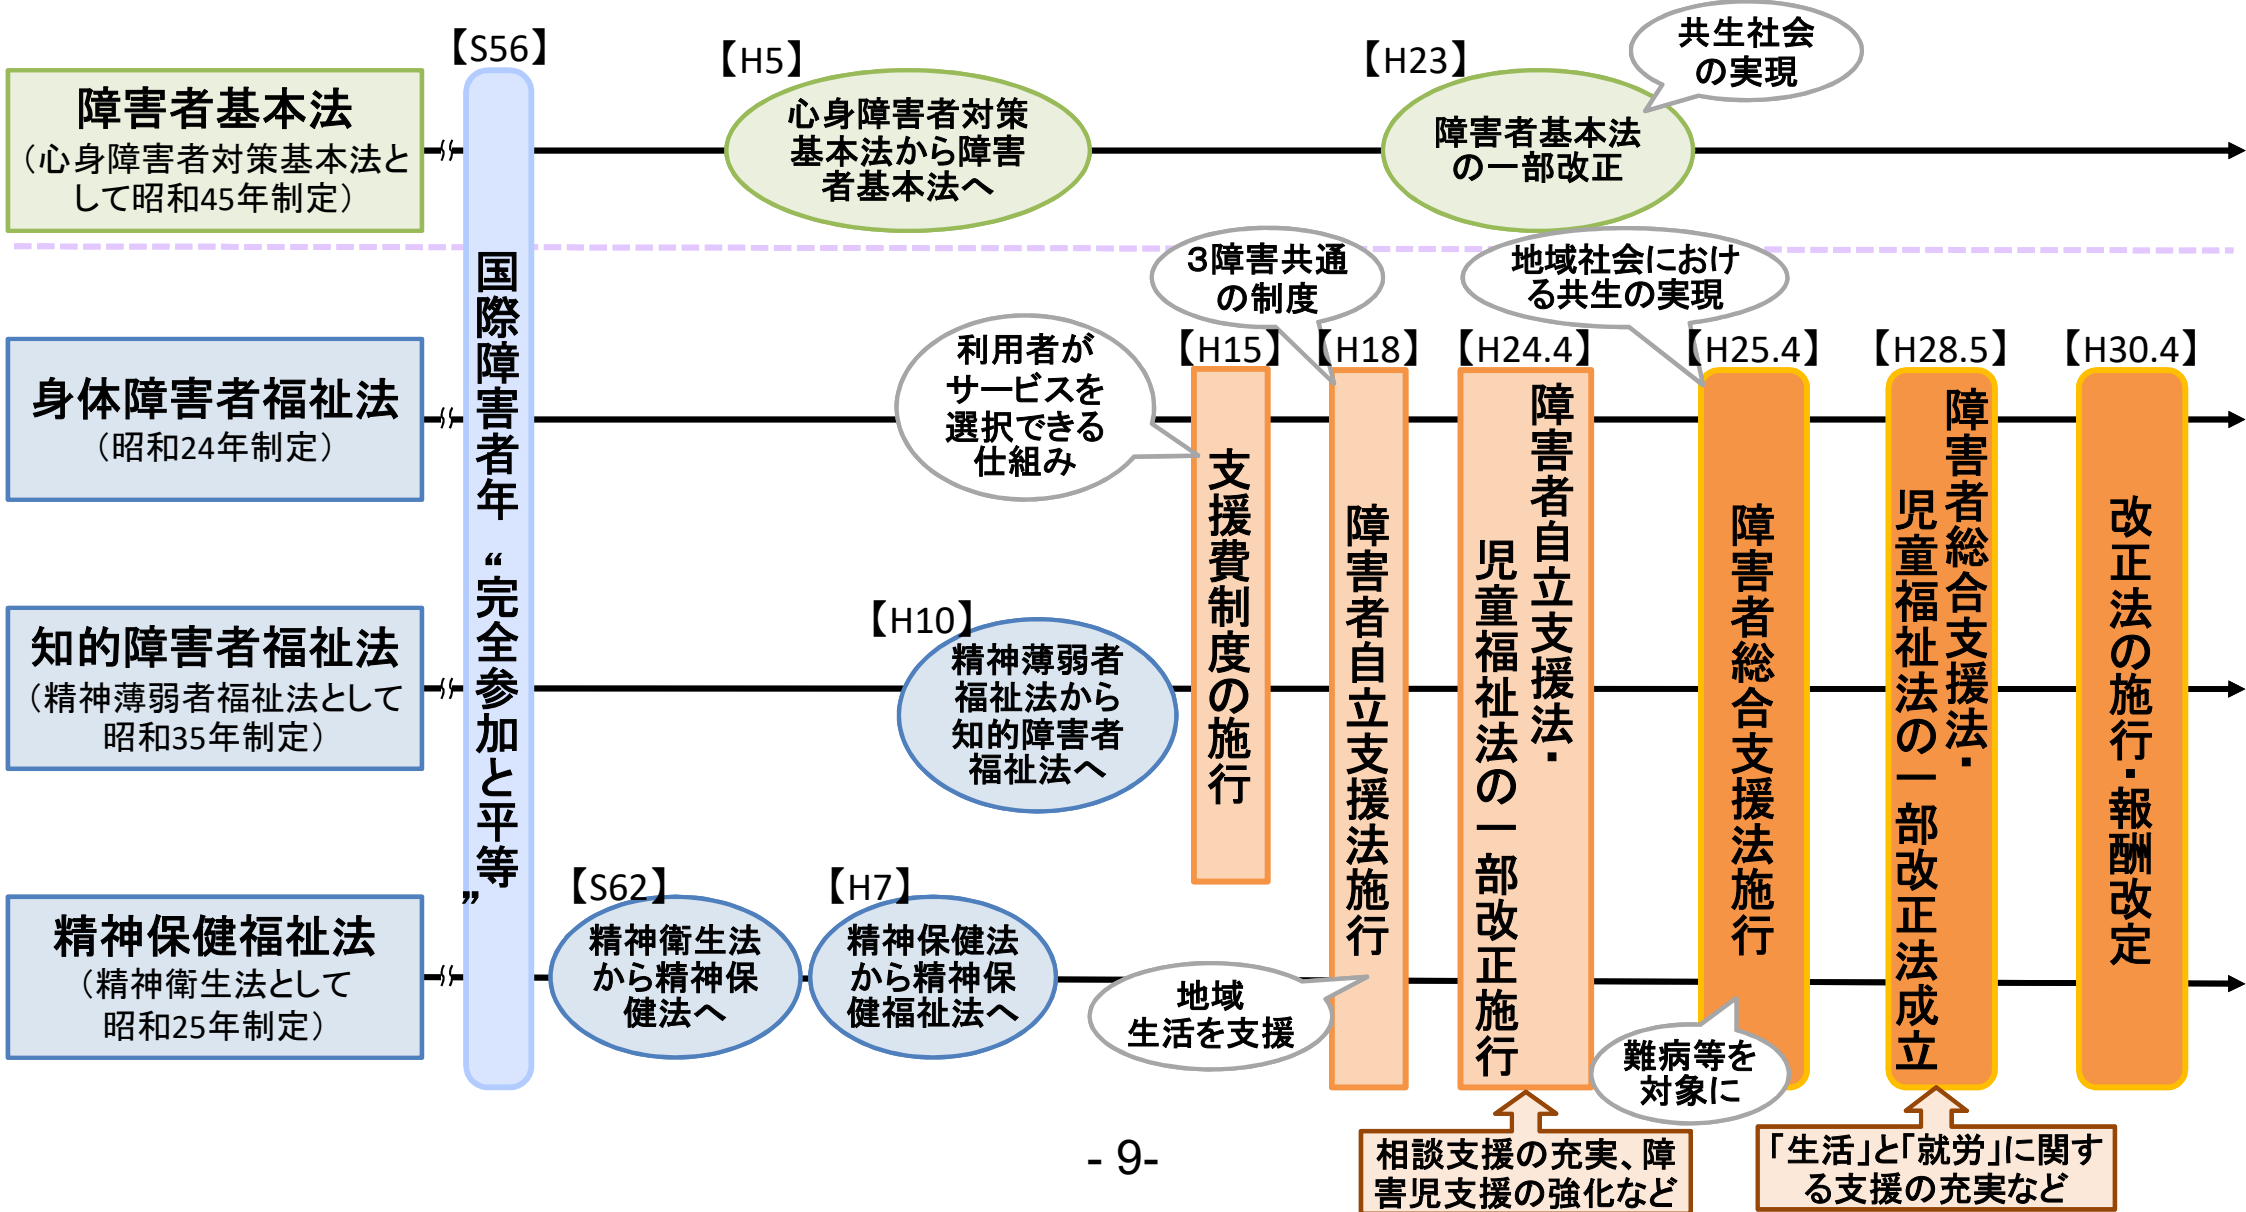 【S56】
【H5】
【H23】
共生社会
の実現
障害者基本法
（心身障害者対策基本法と
して昭和45年制定）
心身障害者対策
基本法から障害
者基本法へ
障害者基本法
の一部改正
国際障害者年 “完全参加と平等”
3障害共通
の制度
地域社会におけ
る共生の実現
身体障害者福祉法
（昭和24年制定）
利用者が
サービスを
選択できる
仕組み
【H15】
【H18】
【H24.4】
【H25.4】
【H28.5】
【H30.4】
支援費制度の施行
障害者自立支援法施行
障害者自立支援法・
児童福祉法の一部改正施行
障害者総合支援法施行
障害者総合支援法・
児童福祉法の一部改正法成立
改正法の施行・報酬改定
知的障害者福祉法
（精神薄弱者福祉法として
昭和35年制定）
【H10】
精神薄弱者
福祉法から
知的障害者
福祉法へ
精神保健福祉法
（精神衛生法として
昭和25年制定）
【S62】
精神衛生法
から精神保
健法へ
【H7】
精神保健法
から精神保
健福祉法へ
地域
生活を支援
難病等を
対象に
相談支援の充実、障
害児支援の強化など
「生活」と「就労」に関す
る支援の充実など
- 9-